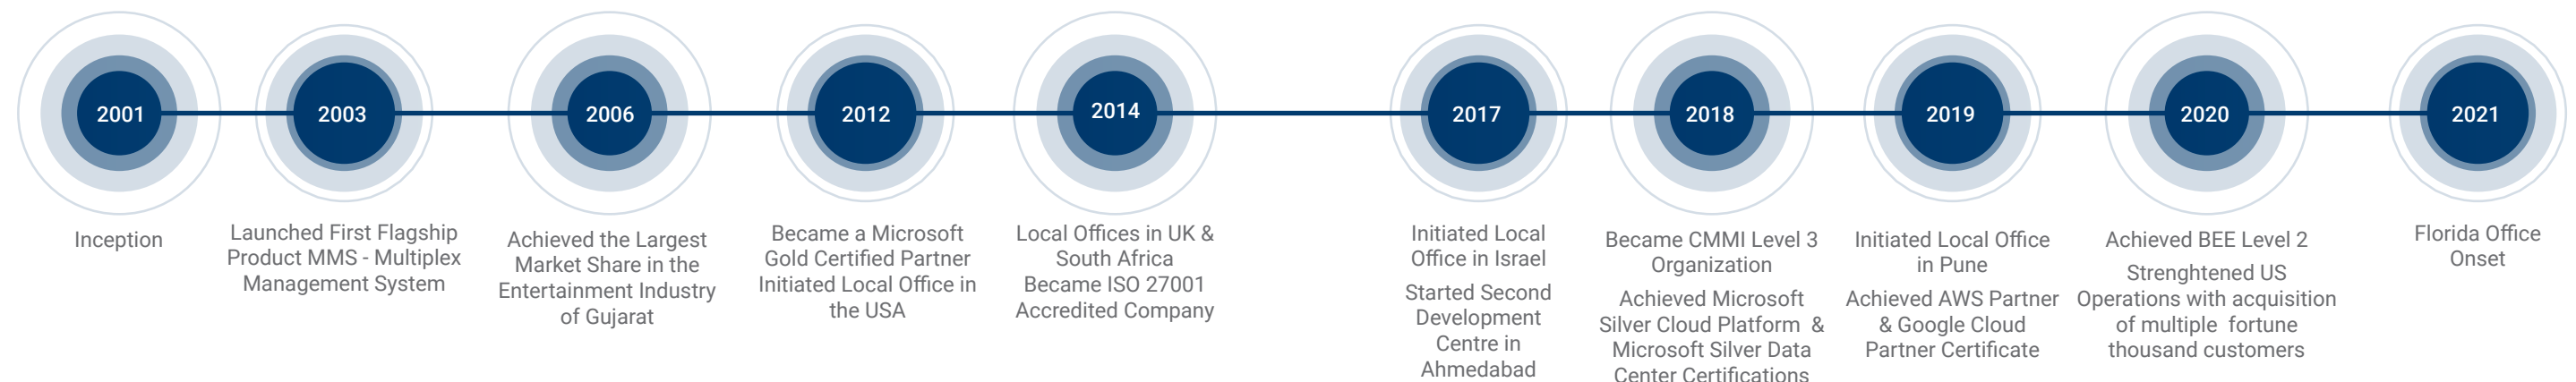 2001
2003
2006
2012
2014
2017
2018
2019
2020
2021
Inception
Launched First Flagship
Product MMS - Multiplex
Management System
Achieved the Largest
Market Share in the
Entertainment Industry
of Gujarat
Became a Microsoft
Gold Certified Partner
Initiated Local Office in
the USA
Local Offices in UK &
South Africa
Became ISO 27001
Accredited Company
Initiated Local
Office in Israel
Started Second
Development
Centre in
Ahmedabad
Became CMMI Level 3
Organization
Achieved Microsoft
Silver Cloud Platform &
Microsoft Silver Data
Center Certifications
Initiated Local Office
in Pune
Achieved AWS Partner
& Google Cloud
Partner Certificate
Achieved BEE Level 2
Strenghtened US
Operations with acquisition
of multiple fortune
thousand customers
Florida Office
Onset